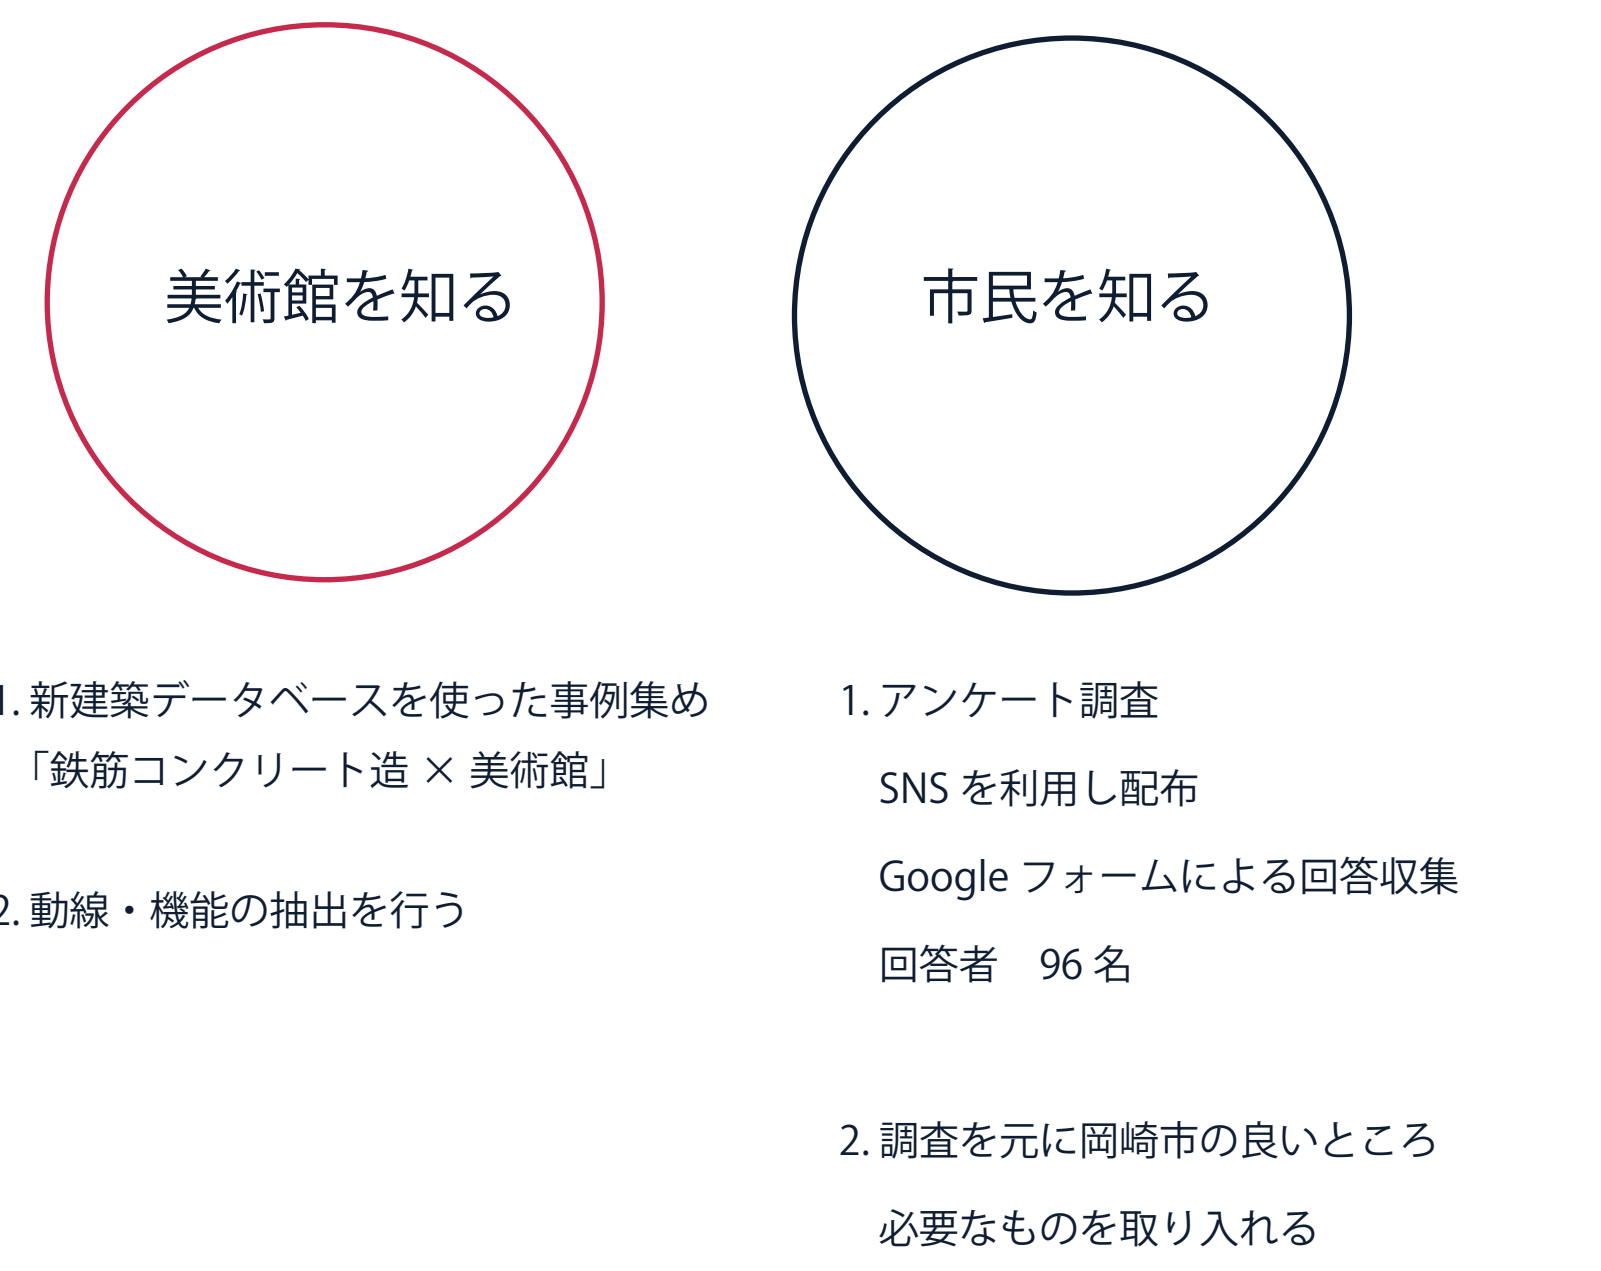 美術館を知る
1. 新建築データベースを使った事例集め
「鉄筋コンクリート造 × 美術館」
2. 動線・機能の抽出を行う
市民を知る
1. アンケート調査
SNS を利用し配布
Google フォームによる回答収集
回答者　96 名
2. 調査を元に岡崎市の良いところ
必要なものを取り入れる